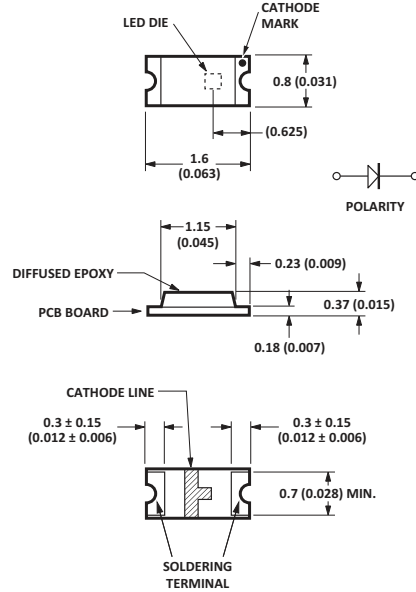 CATHODE
MARK
LED DIE
0.8 (0.031)
(0.625)
1.6
(0.063)
POLARITY
1.15
(0.045)
0.23 (0.009)
DIFFUSED EPOXY
0.37 (0.015)
PCB BOARD
0.18 (0.007)
CATHODE LINE
0.3 ± 0.15
(0.012 ± 0.006)
0.3 ± 0.15
(0.012 ± 0.006)
0.7 (0.028) MIN.
SOLDERING
TERMINAL